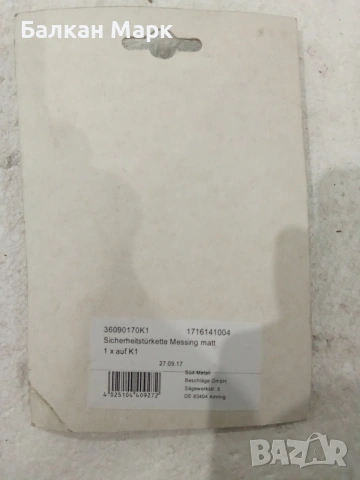 Балкан Марк
36090170K1 1716141004
Sicherheitstürkette Messing matt
1 x auf K1
27.09.17
Süd-Metall
Beschläge GmbH
Sägewerkstr. 5
DE 83404 Ainring
4 025104 409272
bazar